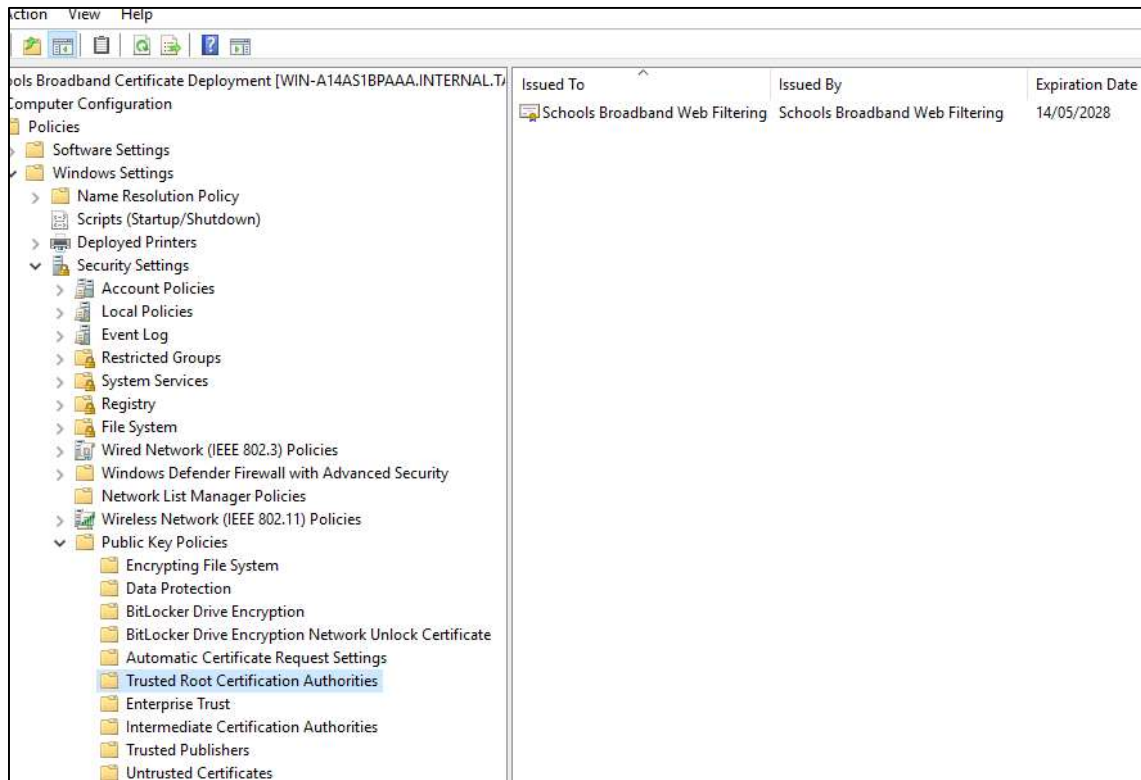 Action View Help
ools Broadband Certificate Deployment [WIN-A14AS1BPAAA.INTERNAL.TA
Computer Configuration
Policies
Software Settings
Windows Settings
Name Resolution Policy
Scripts (Startup/Shutdown)
Deployed Printers
Security Settings
Account Policies
Local Policies
Event Log
Restricted Groups
System Services
Registry
File System
Wired Network (IEEE 802.3) Policies
Windows Defender Firewall with Advanced Security
Network List Manager Policies
Wireless Network (IEEE 802.11) Policies
Public Key Policies
Encrypting File System
Data Protection
BitLocker Drive Encryption
BitLocker Drive Encryption Network Unlock Certificate
Automatic Certificate Request Settings
Trusted Root Certification Authorities
Enterprise Trust
Intermediate Certification Authorities
Trusted Publishers
Untrusted Certificates
Issued To Issued By Expiration Date
Schools Broadband Web Filtering Schools Broadband Web Filtering 14/05/2028